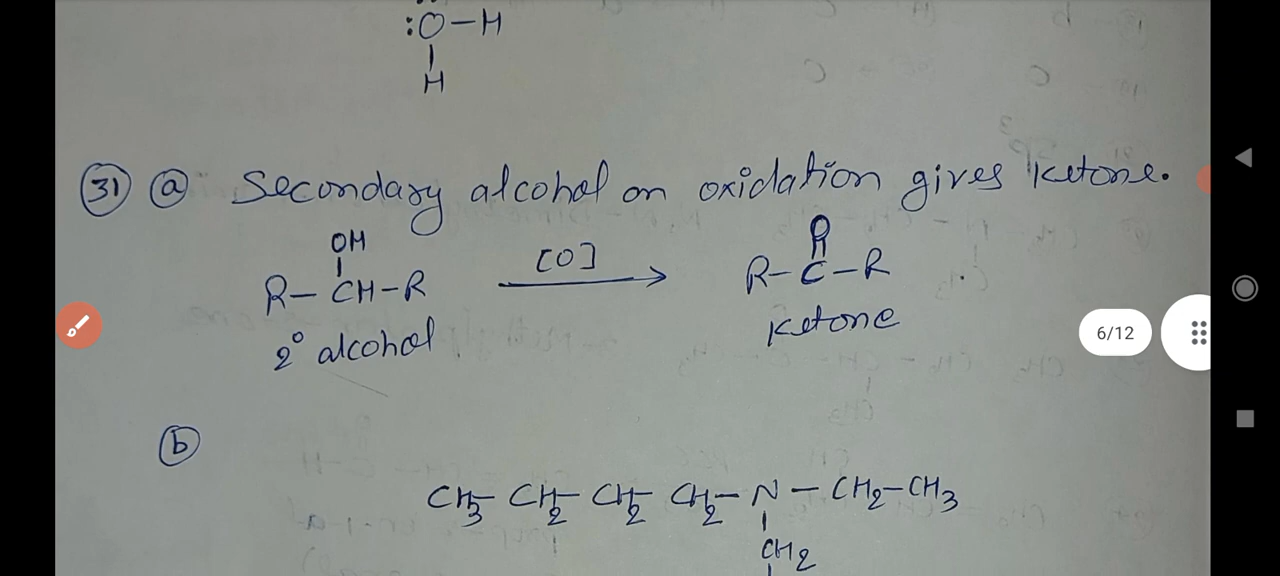 :O-H
H
31 a Secondary alcohol on oxidation gives ketone.
OH
R-CH-R [O] R-C-R
O
2° alcohol ketone
6/12
b
CH3-CH2-CH2-CH2-N-CH2-CH3
CH2